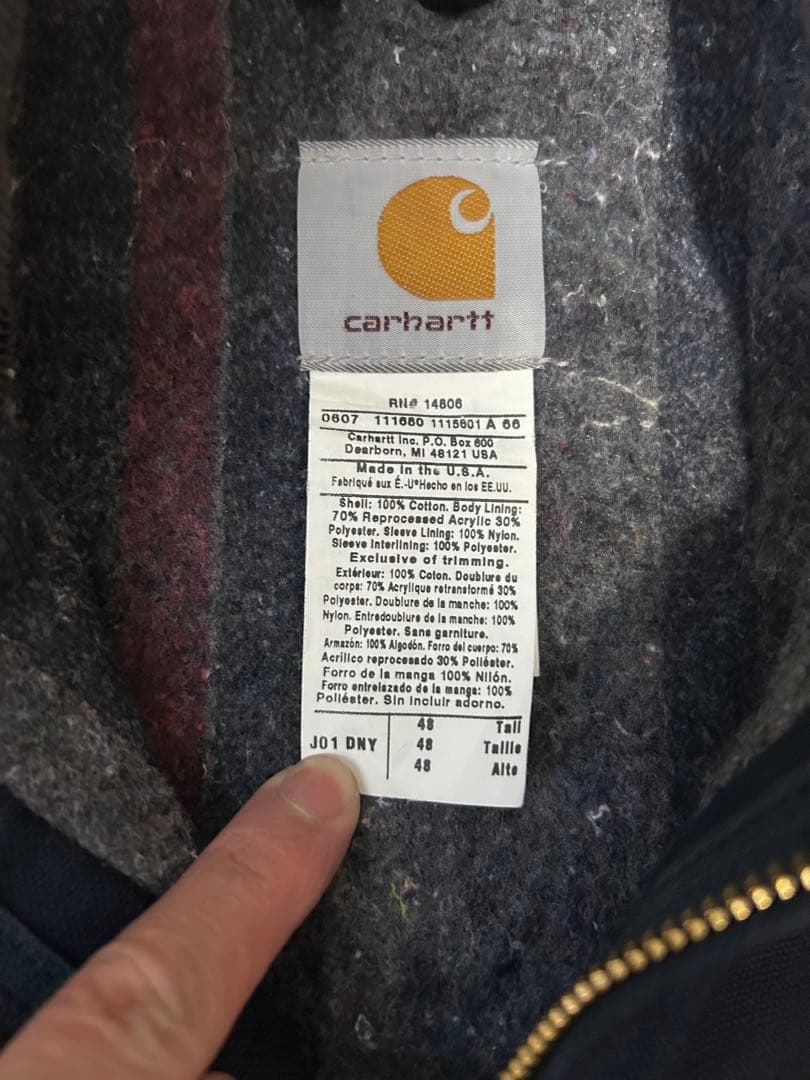 carhartt
RN# 14806
0607 111680 1115601 A 66
Carhartt Inc. P.O. Box 600
Dearborn, MI 48121 USA
Made in the U.S.A.
Fabriqué aux É.-U*Hecho en los EE.UU.
Shell: 100% Cotton. Body Lining:
70% Reprocessed Acrylic 30%
Polyester. Sleeve Lining: 100% Nylon.
Sleeve Interlining: 100% Polyester.
Exclusive of trimming.
Extérieur: 100% Coton. Doublure du
corps: 70% Acrylique retransformé 30%
Polyester. Doublure de la manche: 100%
Nylon. Entredoublure de la manche: 100%
Polyester. Sans garniture.
Armazón: 100% Algodón. Forro del cuerpo: 70%
Acrílico reprocesado 30% Poliéster.
Forro de la manga 100% Nilón.
Forro entrelazado de la manga: 100%
Poliéster. Sin incluir adorno.
48 Tall
J01 DNY 48 Taille
48 Alto